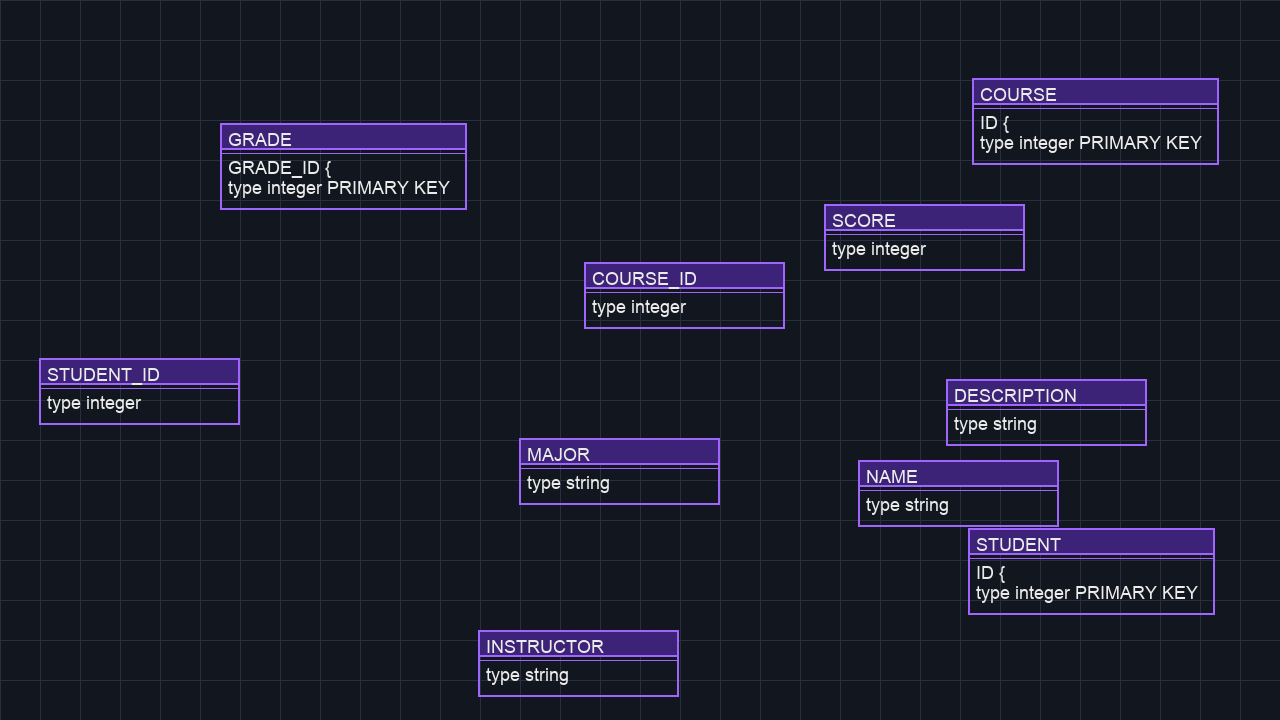 COURSE
ID {
type integer PRIMARY KEY
GRADE
GRADE_ID {
type integer PRIMARY KEY
SCORE
type integer
COURSE_ID
type integer
STUDENT_ID
type integer
DESCRIPTION
type string
MAJOR
type string
NAME
type string
STUDENT
ID {
type integer PRIMARY KEY
INSTRUCTOR
type string